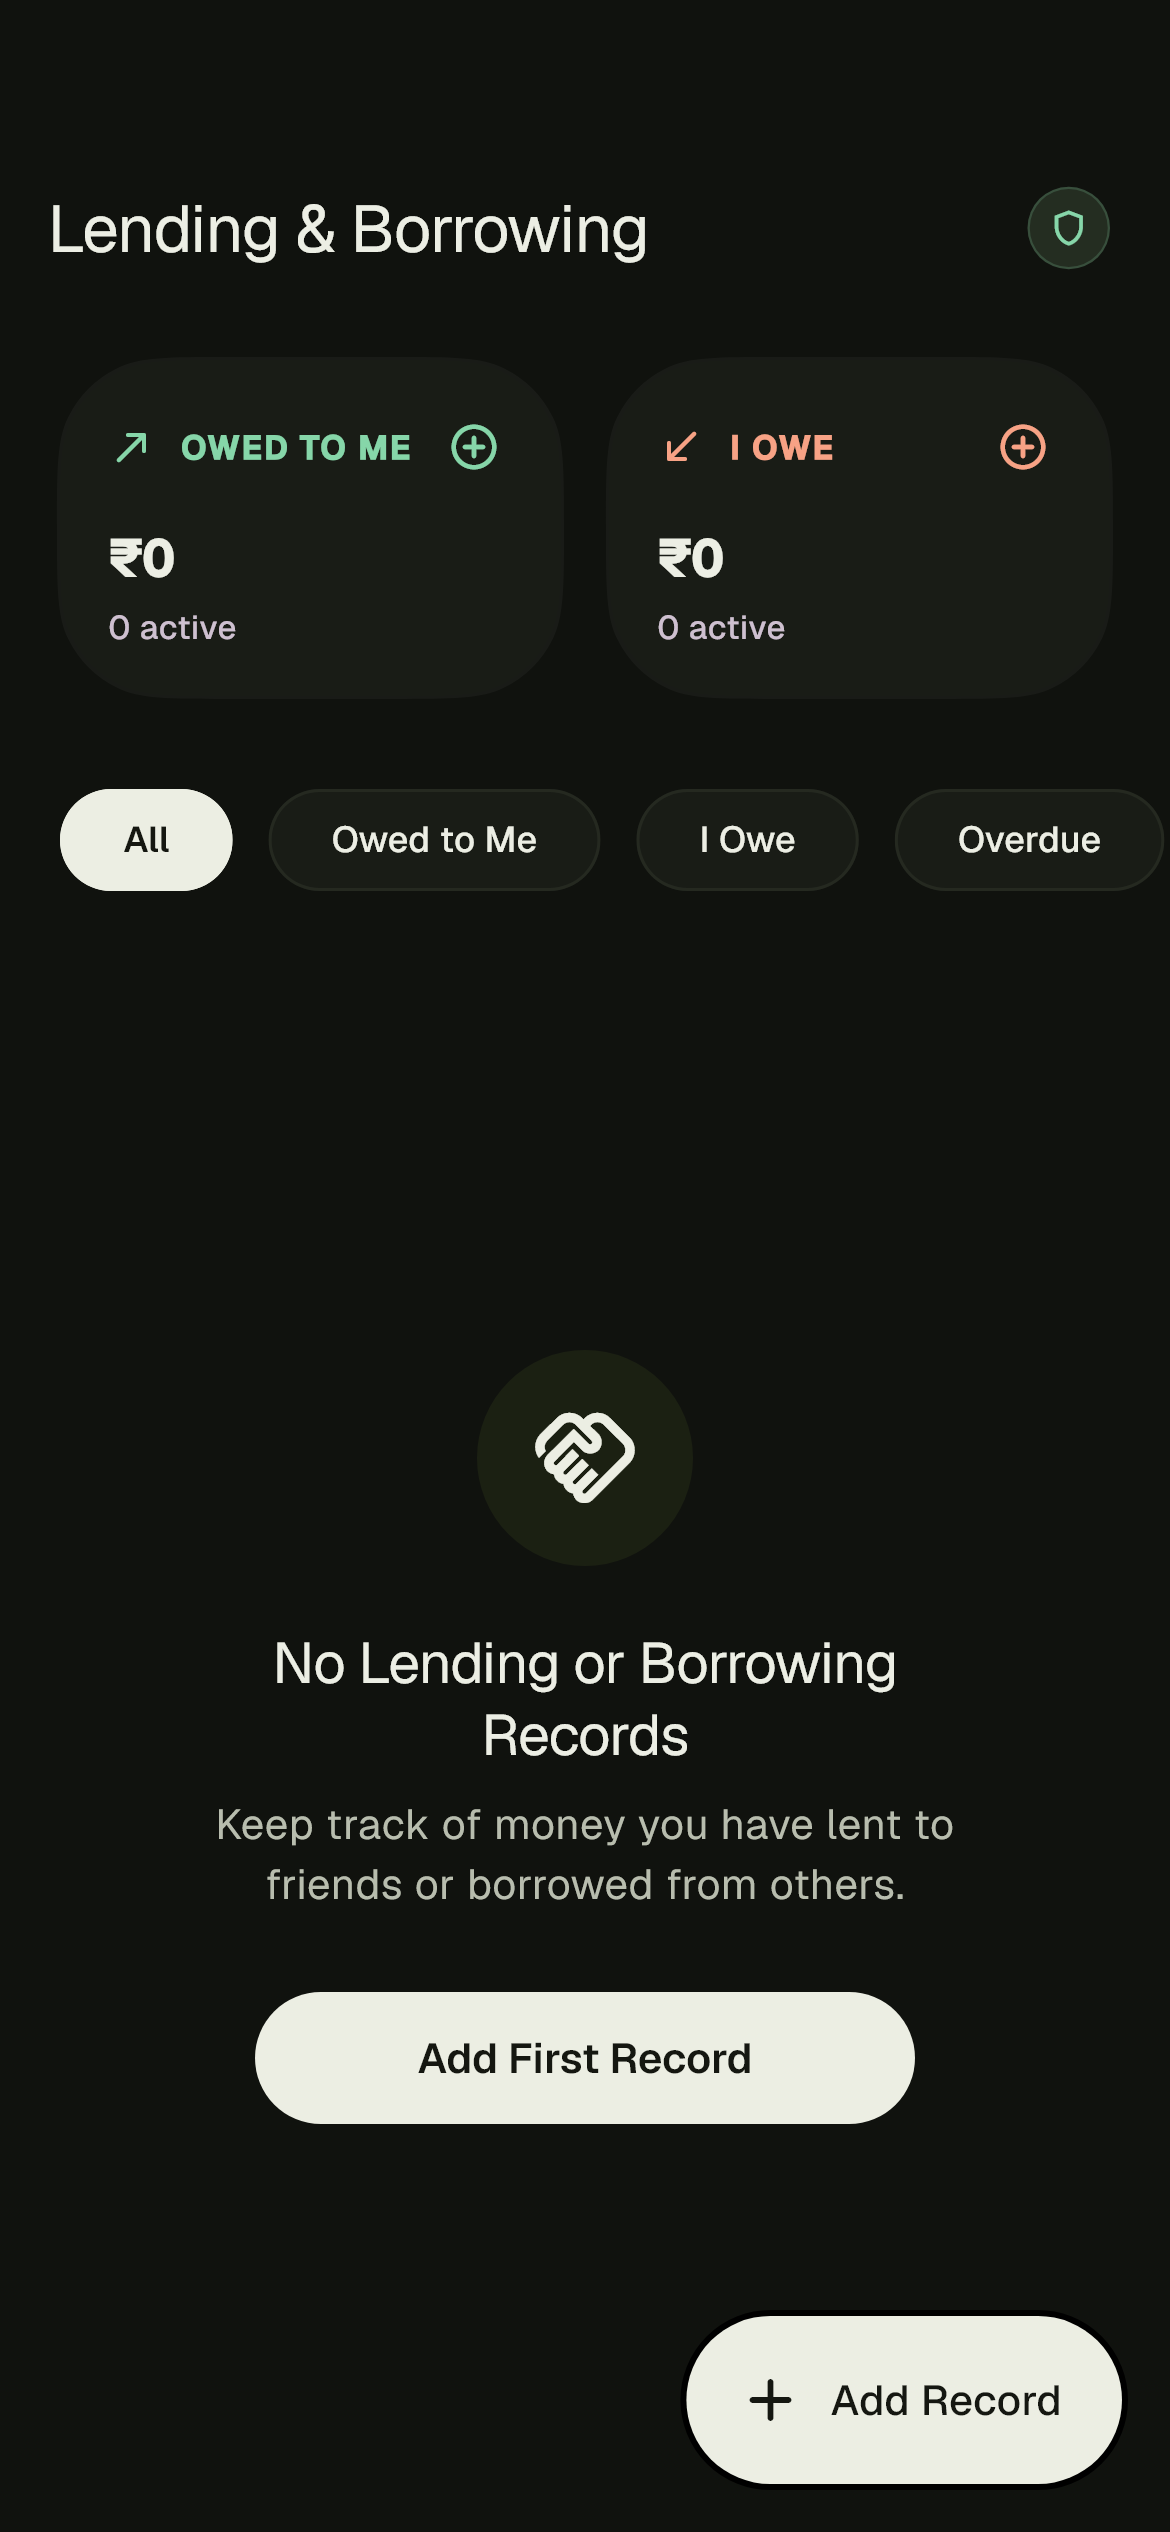 Lending & Borrowing
OWED TO ME
₹0
0 active
I OWE
₹0
0 active
All
Owed to Me
I Owe
Overdue
No Lending or Borrowing
Records
Keep track of money you have lent to
friends or borrowed from others.
Add First Record
Add Record